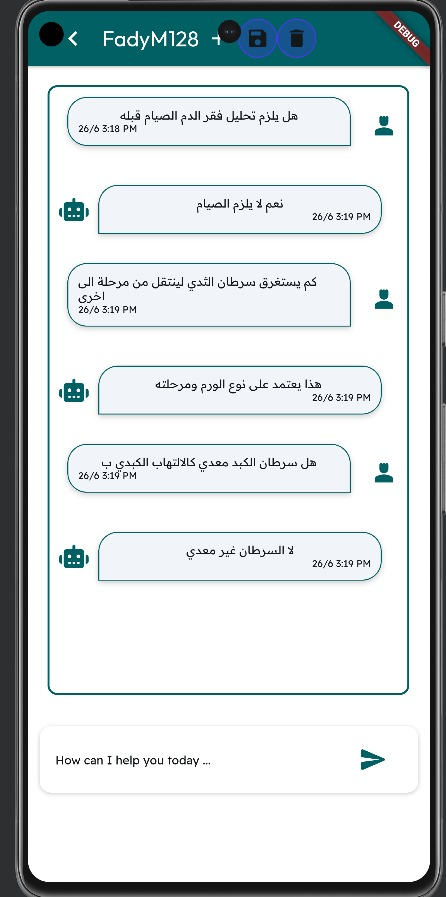 FadyM128 +
DEBUG
هل يلزم تحليل فقر الدم الصيام قبله
26/6 3:18 PM
نعم لا يلزم الصيام
26/6 3:19 PM
كم يستغرق سرطان الثدي لينتقل من مرحلة الى
اخرى
26/6 3:19 PM
هذا يعتمد على نوع الورم ومرحلته
26/6 3:19 PM
هل سرطان الكبد معدي كالالتهاب الكبدي ب
26/6 3:19 PM
لا السرطان غير معدي
26/6 3:19 PM
How can I help you today ...